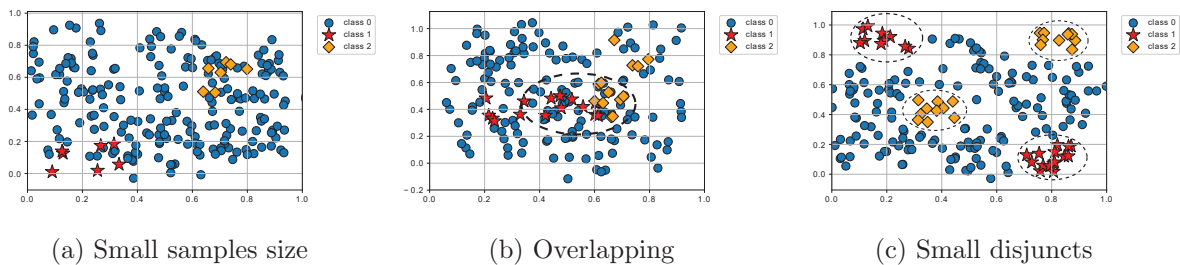 class 0
class 1
class 2
1.0
0.8
0.6
0.4
0.2
0.0
0.0 0.2 0.4 0.6 0.8 1.0
(a) Small samples size
class 0
class 1
class 2
1.0
0.8
0.6
0.4
0.2
0.0
−0.2
0.0 0.2 0.4 0.6 0.8 1.0
(b) Overlapping
class 0
class 1
class 2
1.0
0.8
0.6
0.4
0.2
0.0
0.0 0.2 0.4 0.6 0.8 1.0
(c) Small disjuncts